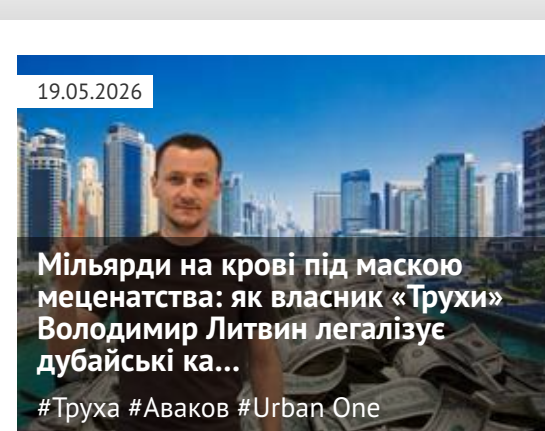 19.05.2026
Мільярди на крові під маскою
меценатства: як власник «Трухи»
Володимир Литвин легалізує
дубайські ка...
#Труха #Аваков #Urban One